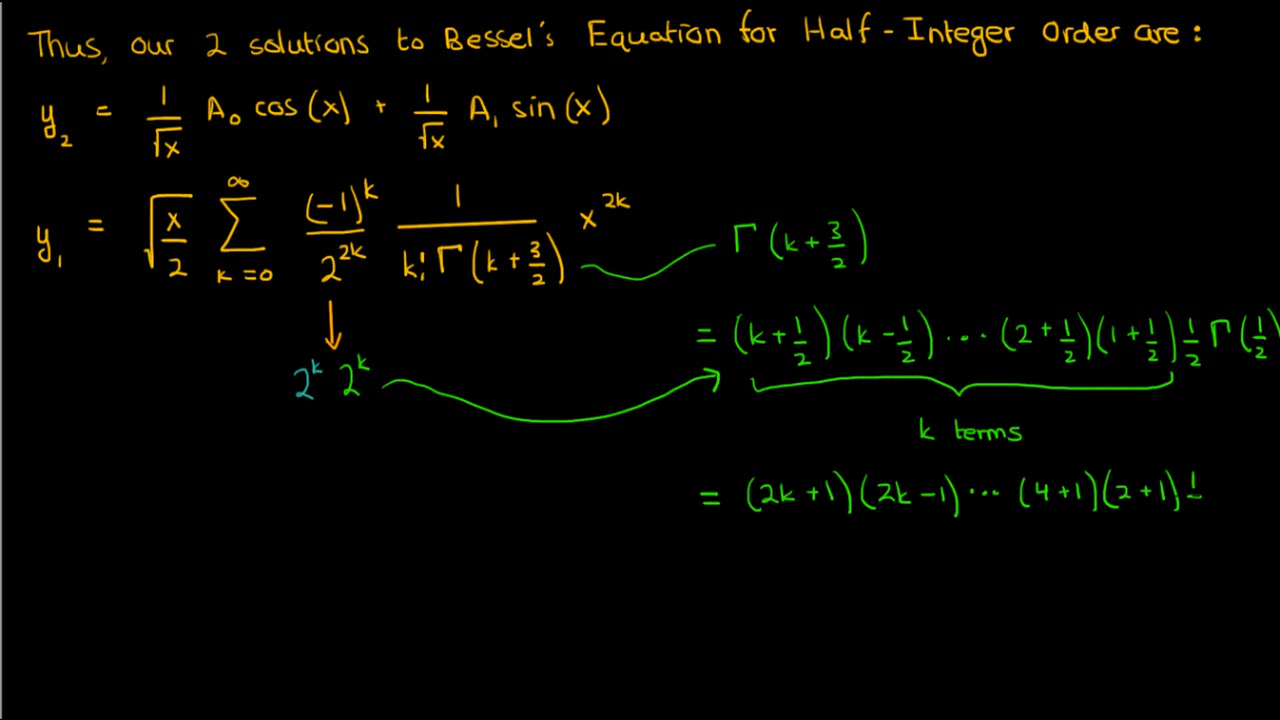 Thus, our 2 solutions to Bessel's Equation for Half-Integer Order are:
y₂ = 1/√x A₀ cos(x) + 1/√x A₁ sin(x)
y₁ = √(x/2) ∑_{k=0}^{∞} (-1)^k/2^{2k} 1/(k! Γ(k + 3/2)) x^{2k}
Γ(k + 3/2)
= (k + 1/2)(k - 1/2) ... (2 + 1/2)(1 + 1/2) 1/2 Γ(1/2)
2^k 2^k
k terms
= (2k + 1)(2k - 1) ... (4 + 1)(2 + 1) 1